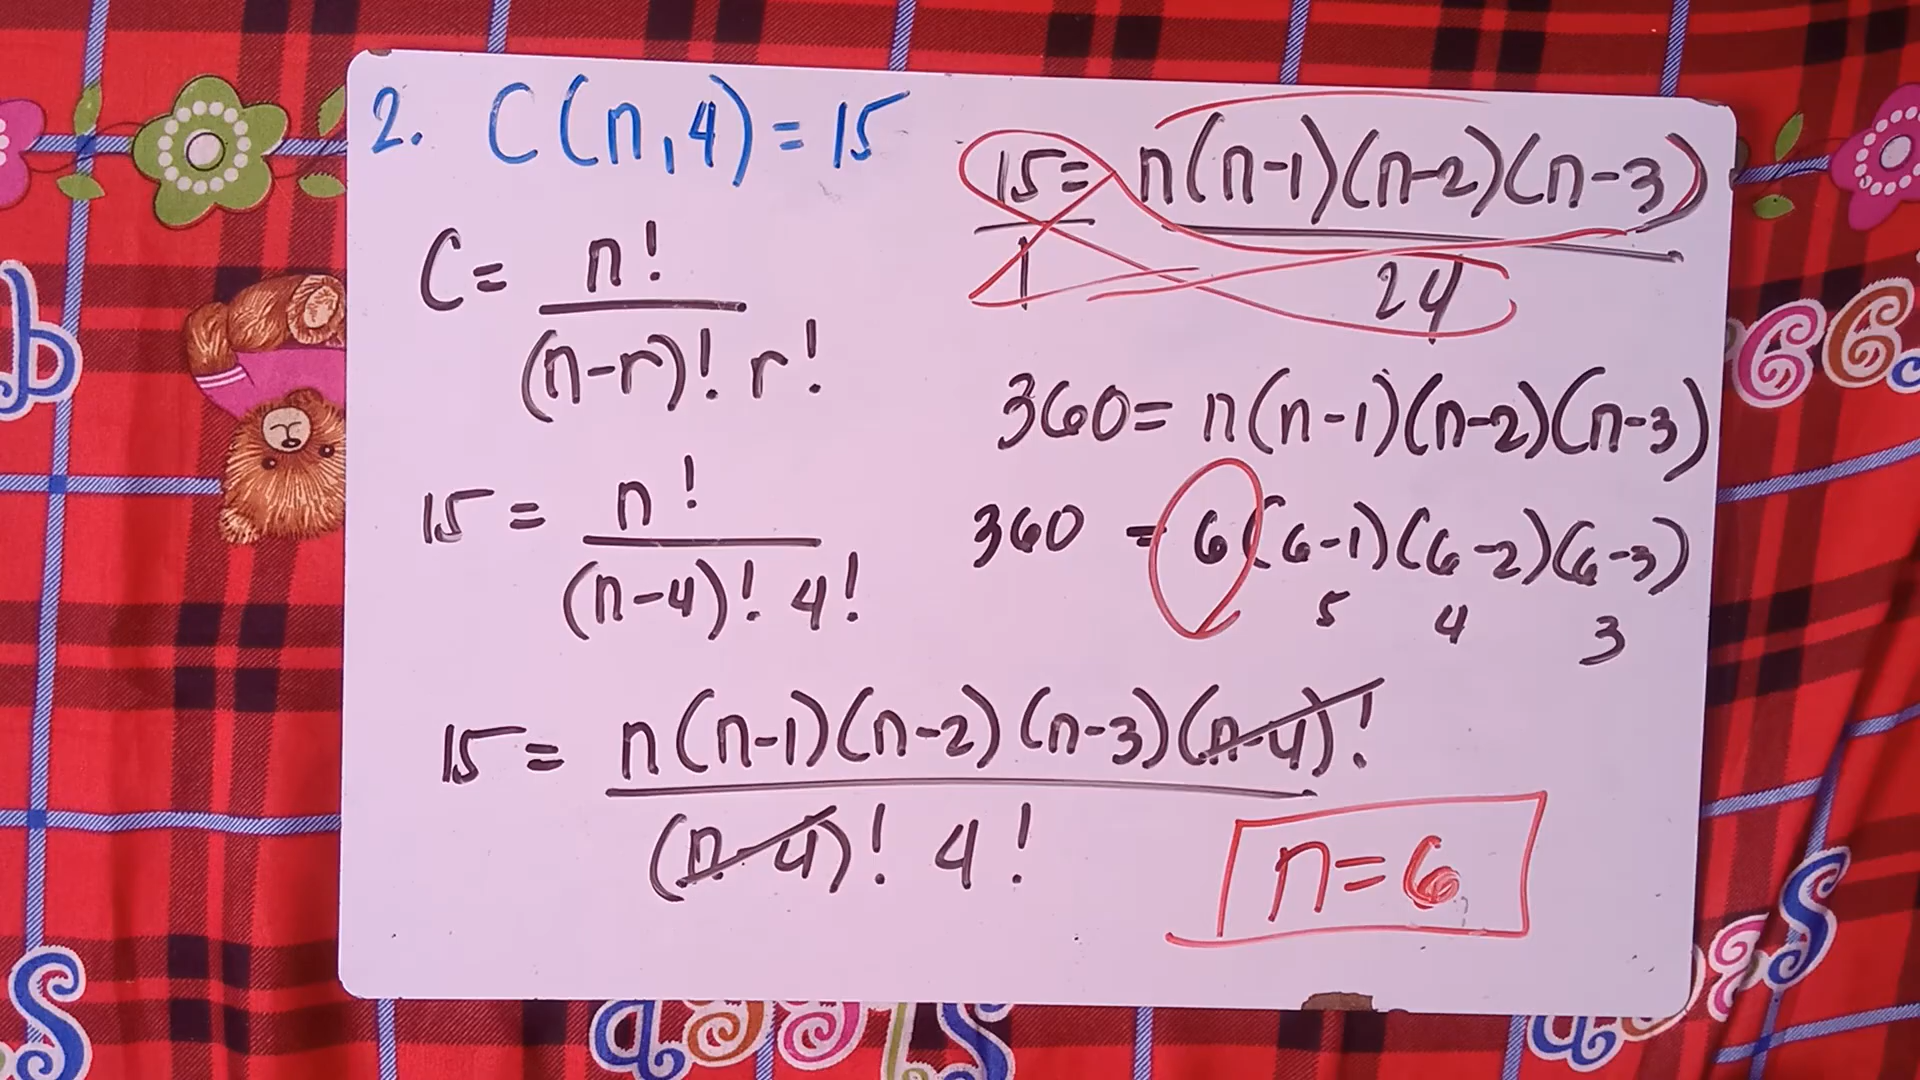 2. C(n,4)=15
C= n!
(n-r)! r!
15= n!
(n-4)! 4!
15= n(n-1)(n-2)(n-3)(n-4)!
(n-4)! 4!
15= n(n-1)(n-2)(n-3)
1 24
360= n(n-1)(n-2)(n-3)
360 = 6(6-1)(6-2)(6-3)
5 4 3
n=6